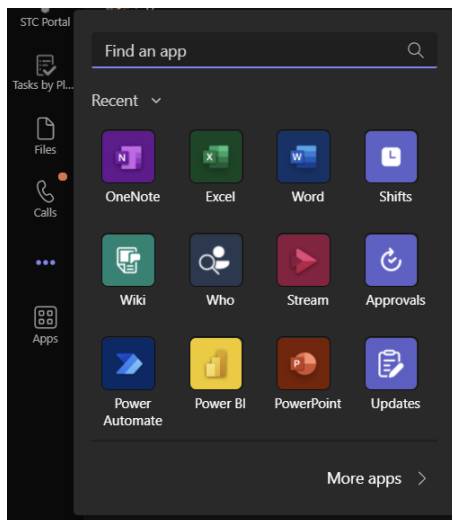 STC Portal
Tasks by Pl...
Files
Calls
Apps
Find an app
Recent
OneNote Excel Word Shifts
Wiki Who Stream Approvals
Power Automate Power BI PowerPoint Updates
More apps